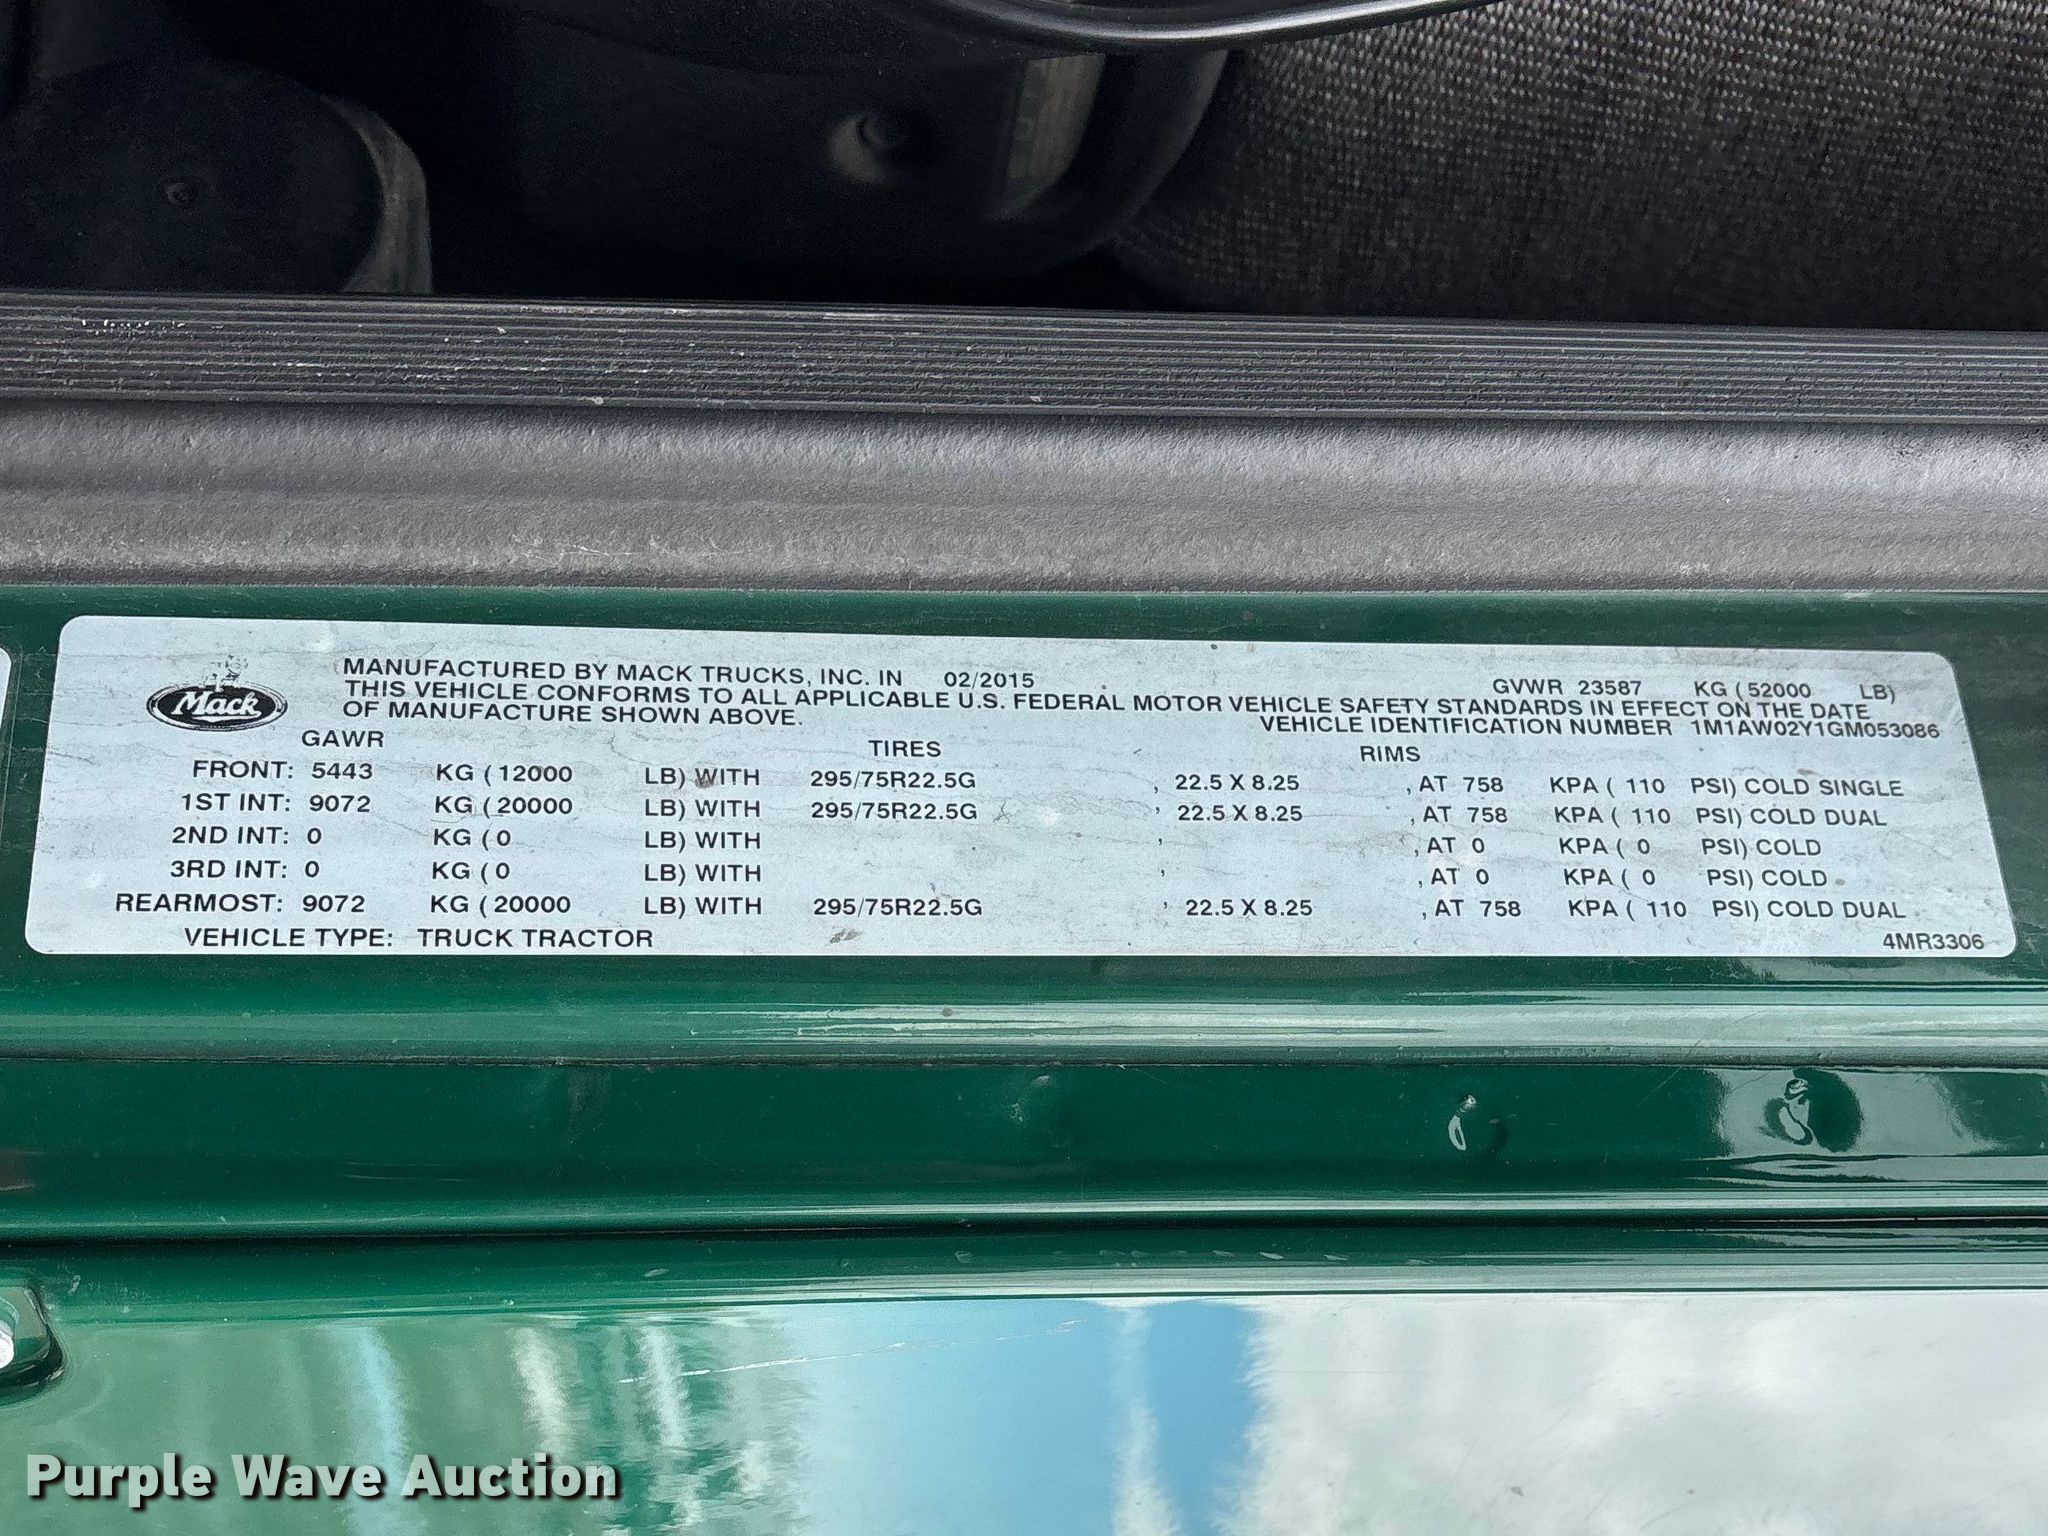 Mack
MANUFACTURED BY MACK TRUCKS, INC. IN 02/2015 GVWR 23587 KG (52000 LB)
THIS VEHICLE CONFORMS TO ALL APPLICABLE U.S. FEDERAL MOTOR VEHICLE SAFETY STANDARDS IN EFFECT ON THE DATE
OF MANUFACTURE SHOWN ABOVE. VEHICLE IDENTIFICATION NUMBER 1M1AW02Y1GM053086
GAWR TIRES RIMS
FRONT: 5443 KG (12000 LB) WITH 295/75R22.5G , 22.5 X 8.25 , AT 758 KPA ( 110 PSI) COLD SINGLE
1ST INT: 9072 KG (20000 LB) WITH 295/75R22.5G , 22.5 X 8.25 , AT 758 KPA ( 110 PSI) COLD DUAL
2ND INT: 0 KG (0 LB) WITH , , AT 0 KPA ( 0 PSI) COLD
3RD INT: 0 KG (0 LB) WITH , , AT 0 KPA ( 0 PSI) COLD
REARMOST: 9072 KG (20000 LB) WITH 295/75R22.5G , 22.5 X 8.25 , AT 758 KPA ( 110 PSI) COLD DUAL
VEHICLE TYPE: TRUCK TRACTOR 4MR3306
Purple Wave Auction